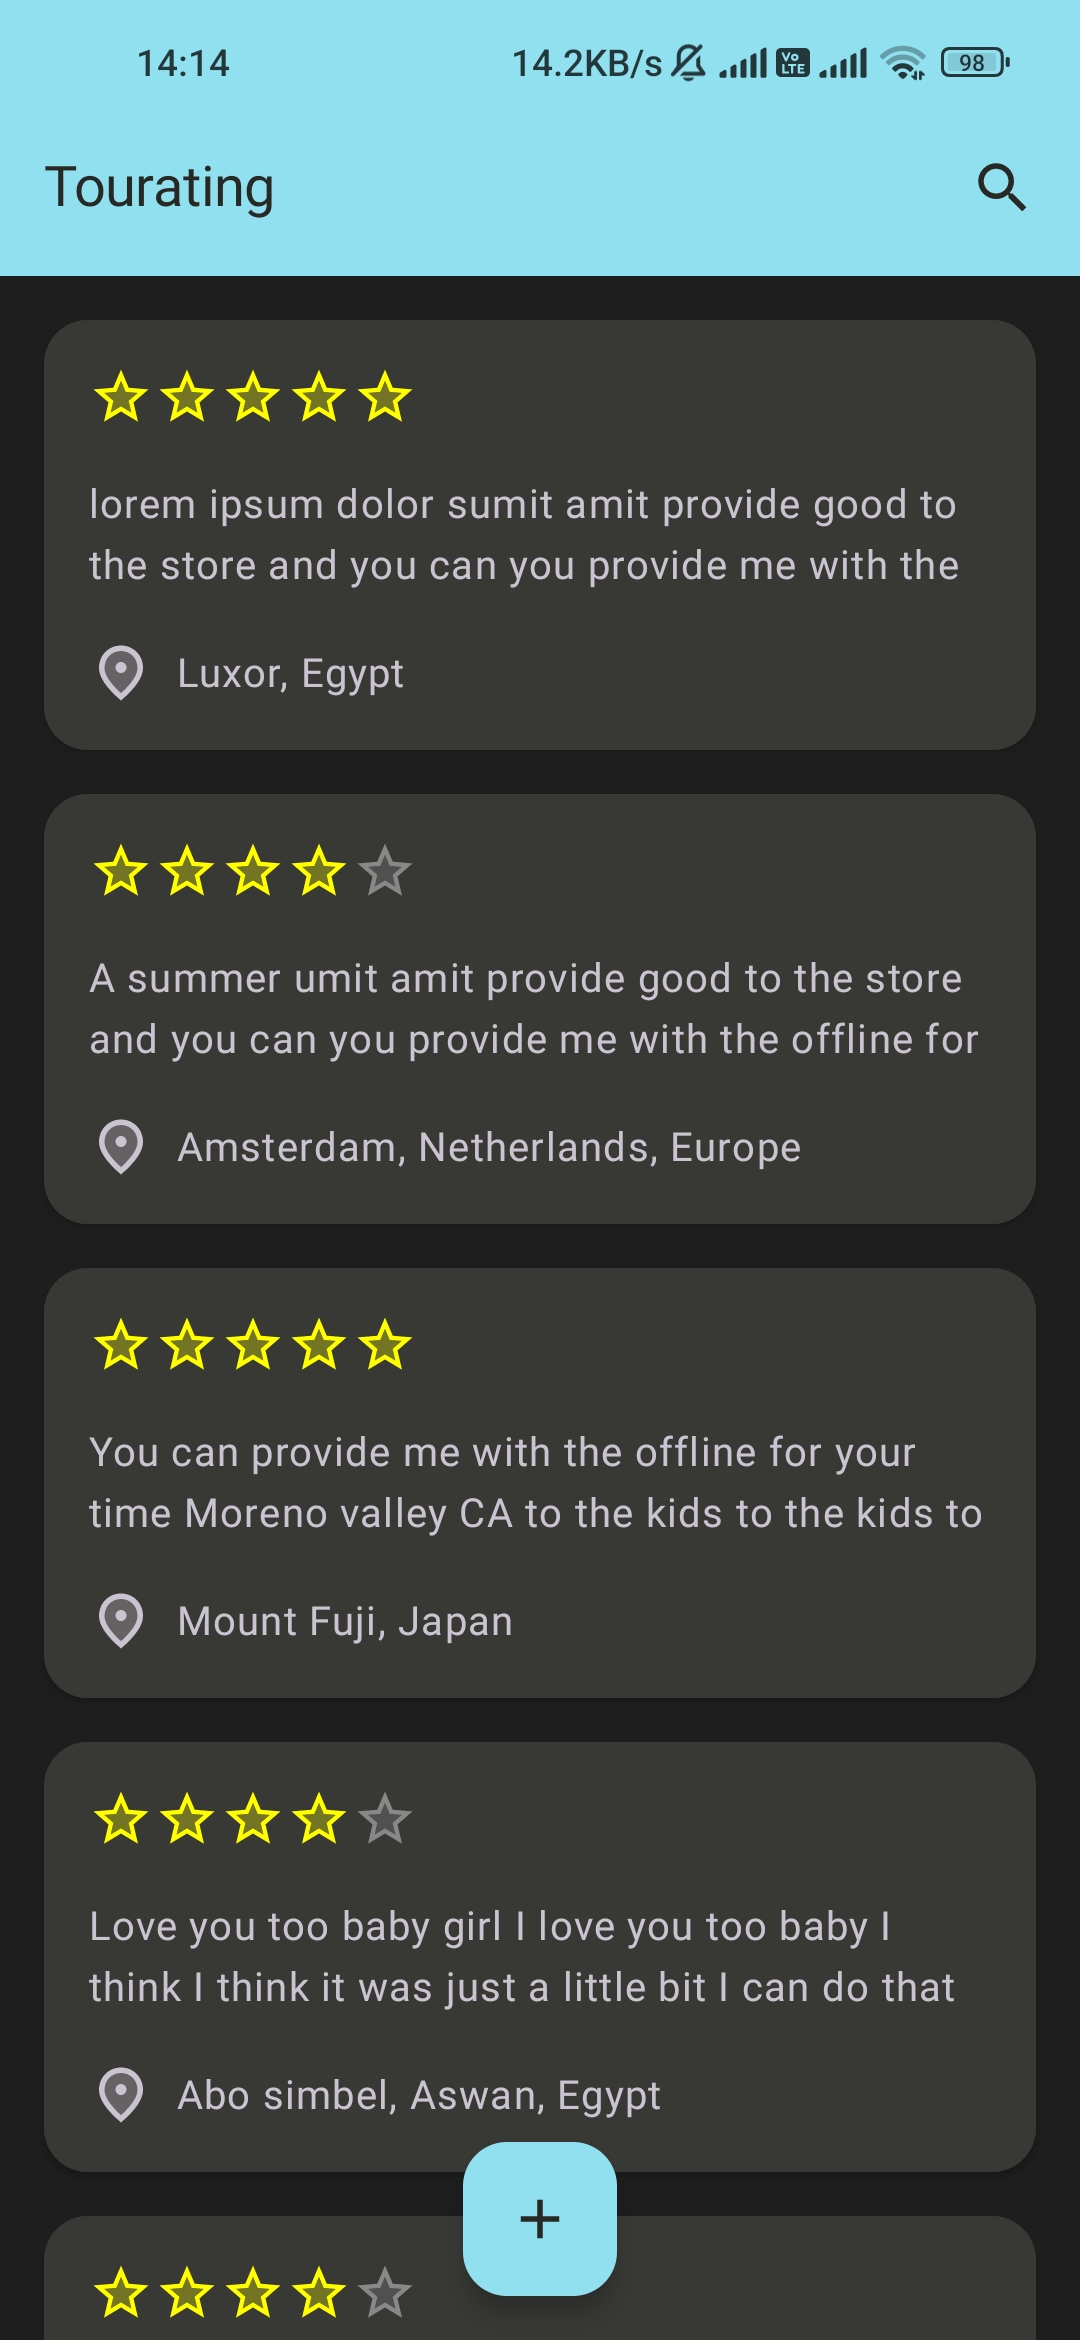 14:14
14.2KB/s
Vo
LTE
98
Tourating
lorem ipsum dolor sumit amit provide good to
the store and you can you provide me with the
Luxor, Egypt
A summer umit amit provide good to the store
and you can you provide me with the offline for
Amsterdam, Netherlands, Europe
You can provide me with the offline for your
time Moreno valley CA to the kids to the kids to
Mount Fuji, Japan
Love you too baby girl I love you too baby I
think I think it was just a little bit I can do that
Abo simbel, Aswan, Egypt